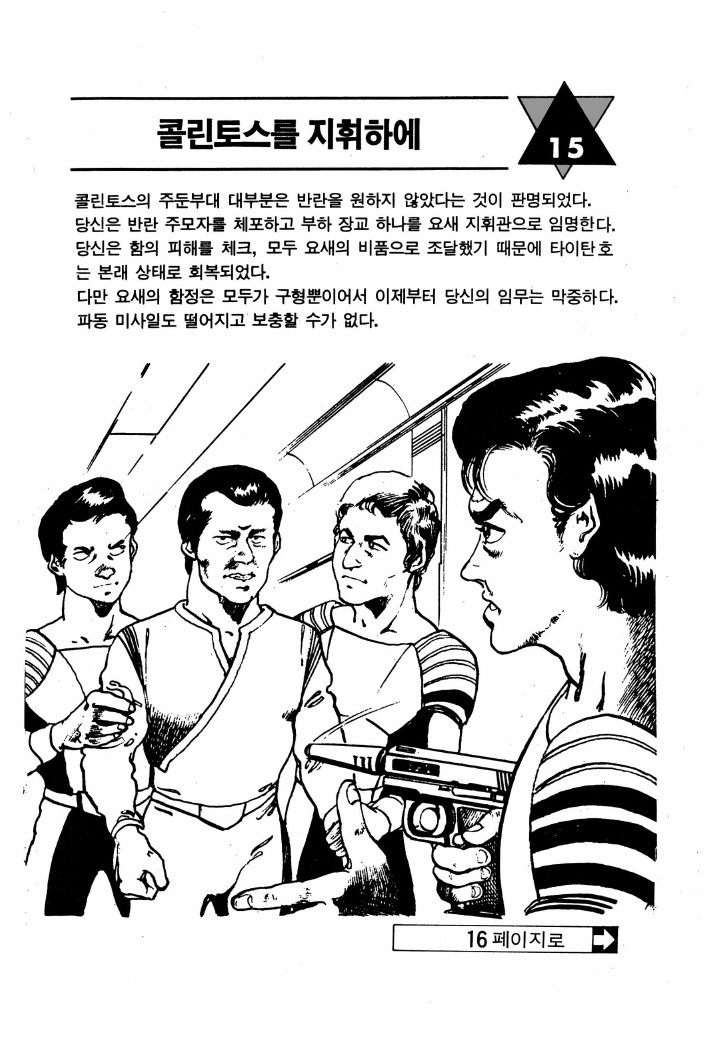 콜린토스를 지휘하에
15
콜린토스의 주둔부대 대부분은 반란을 원하지 않았다는 것이 판명되었다.
당신은 반란 주모자를 체포하고 부하 장교 하나를 요새 지휘관으로 임명한다.
당신은 함의 피해를 체크, 모두 요새의 비품으로 조달했기 때문에 타이탄호
는 본래 상태로 회복되었다.
다만 요새의 함정은 모두가 구형뿐이어서 이제부터 당신의 임무는 막중하다.
파동 미사일도 떨어지고 보충할 수가 없다.
16 페이지로